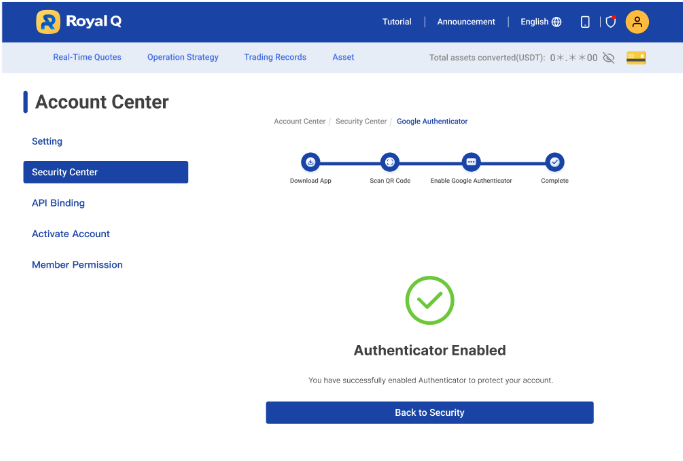 Royal Q
Tutorial | Announcement | English
Real-Time Quotes Operation Strategy Trading Records Asset Total assets converted(USDT): 0*.**00
Account Center
Account Center / Security Center / Google Authenticator
Setting
Security Center
API Binding
Activate Account
Member Permission
Download App Scan QR Code Enable Google Authenticator Complete
Authenticator Enabled
You have successfully enabled Authenticator to protect your account.
Back to Security